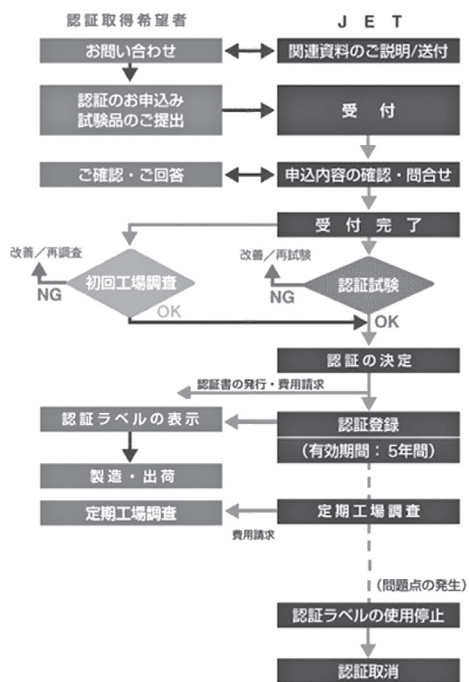 認証取得希望者
JET
お問い合わせ
関連資料のご説明/送付
認証のお申込み
試験品のご提出
受付
ご確認・ご回答
申込内容の確認・問合せ
受付完了
改善／再調査
改善／再試験
初回工場調査
認証試験
NG
NG
OK
OK
認証の決定
認証書の発行・費用請求
認証ラベルの表示
認証登録
(有効期間：5年間)
製造・出荷
定期工場調査
定期工場調査
費用請求
(問題点の発生)
認証ラベルの使用停止
認証取消